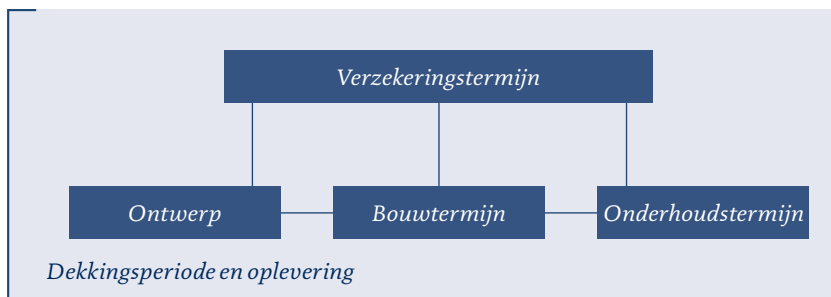 Verzekeringstermijn
Ontwerp
Bouwtermijn
Onderhoudstermijn
Dekkingsperiode en oplevering